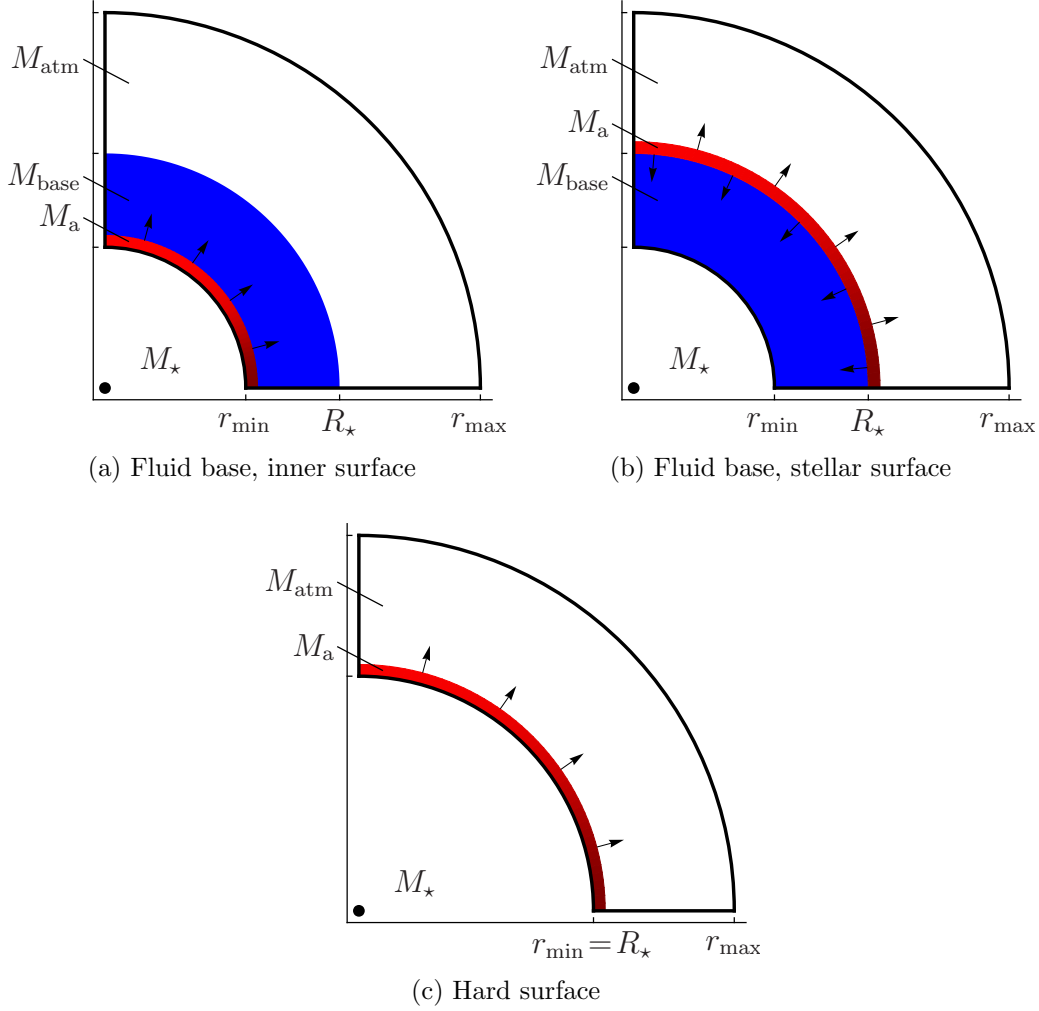 M_atm
M_base
M_a
M_⋆
r_min R_⋆ r_max
(a) Fluid base, inner surface
M_atm
M_a
M_base
M_⋆
r_min R_⋆ r_max
(b) Fluid base, stellar surface
M_atm
M_a
M_⋆
r_min = R_⋆ r_max
(c) Hard surface